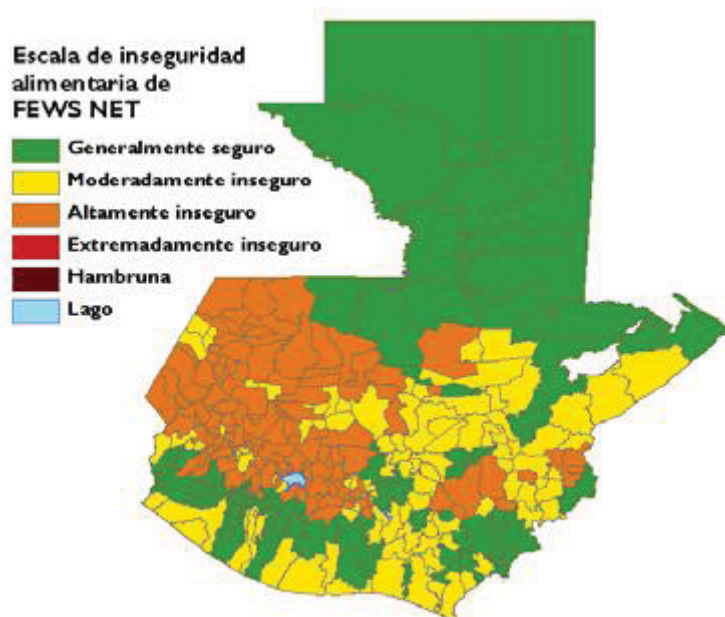 Escala de inseguridad
alimentaria de
FEWS NET
Generalmente seguro
Moderadamente inseguro
Altamente inseguro
Extremadamente inseguro
Hambruna
Lago